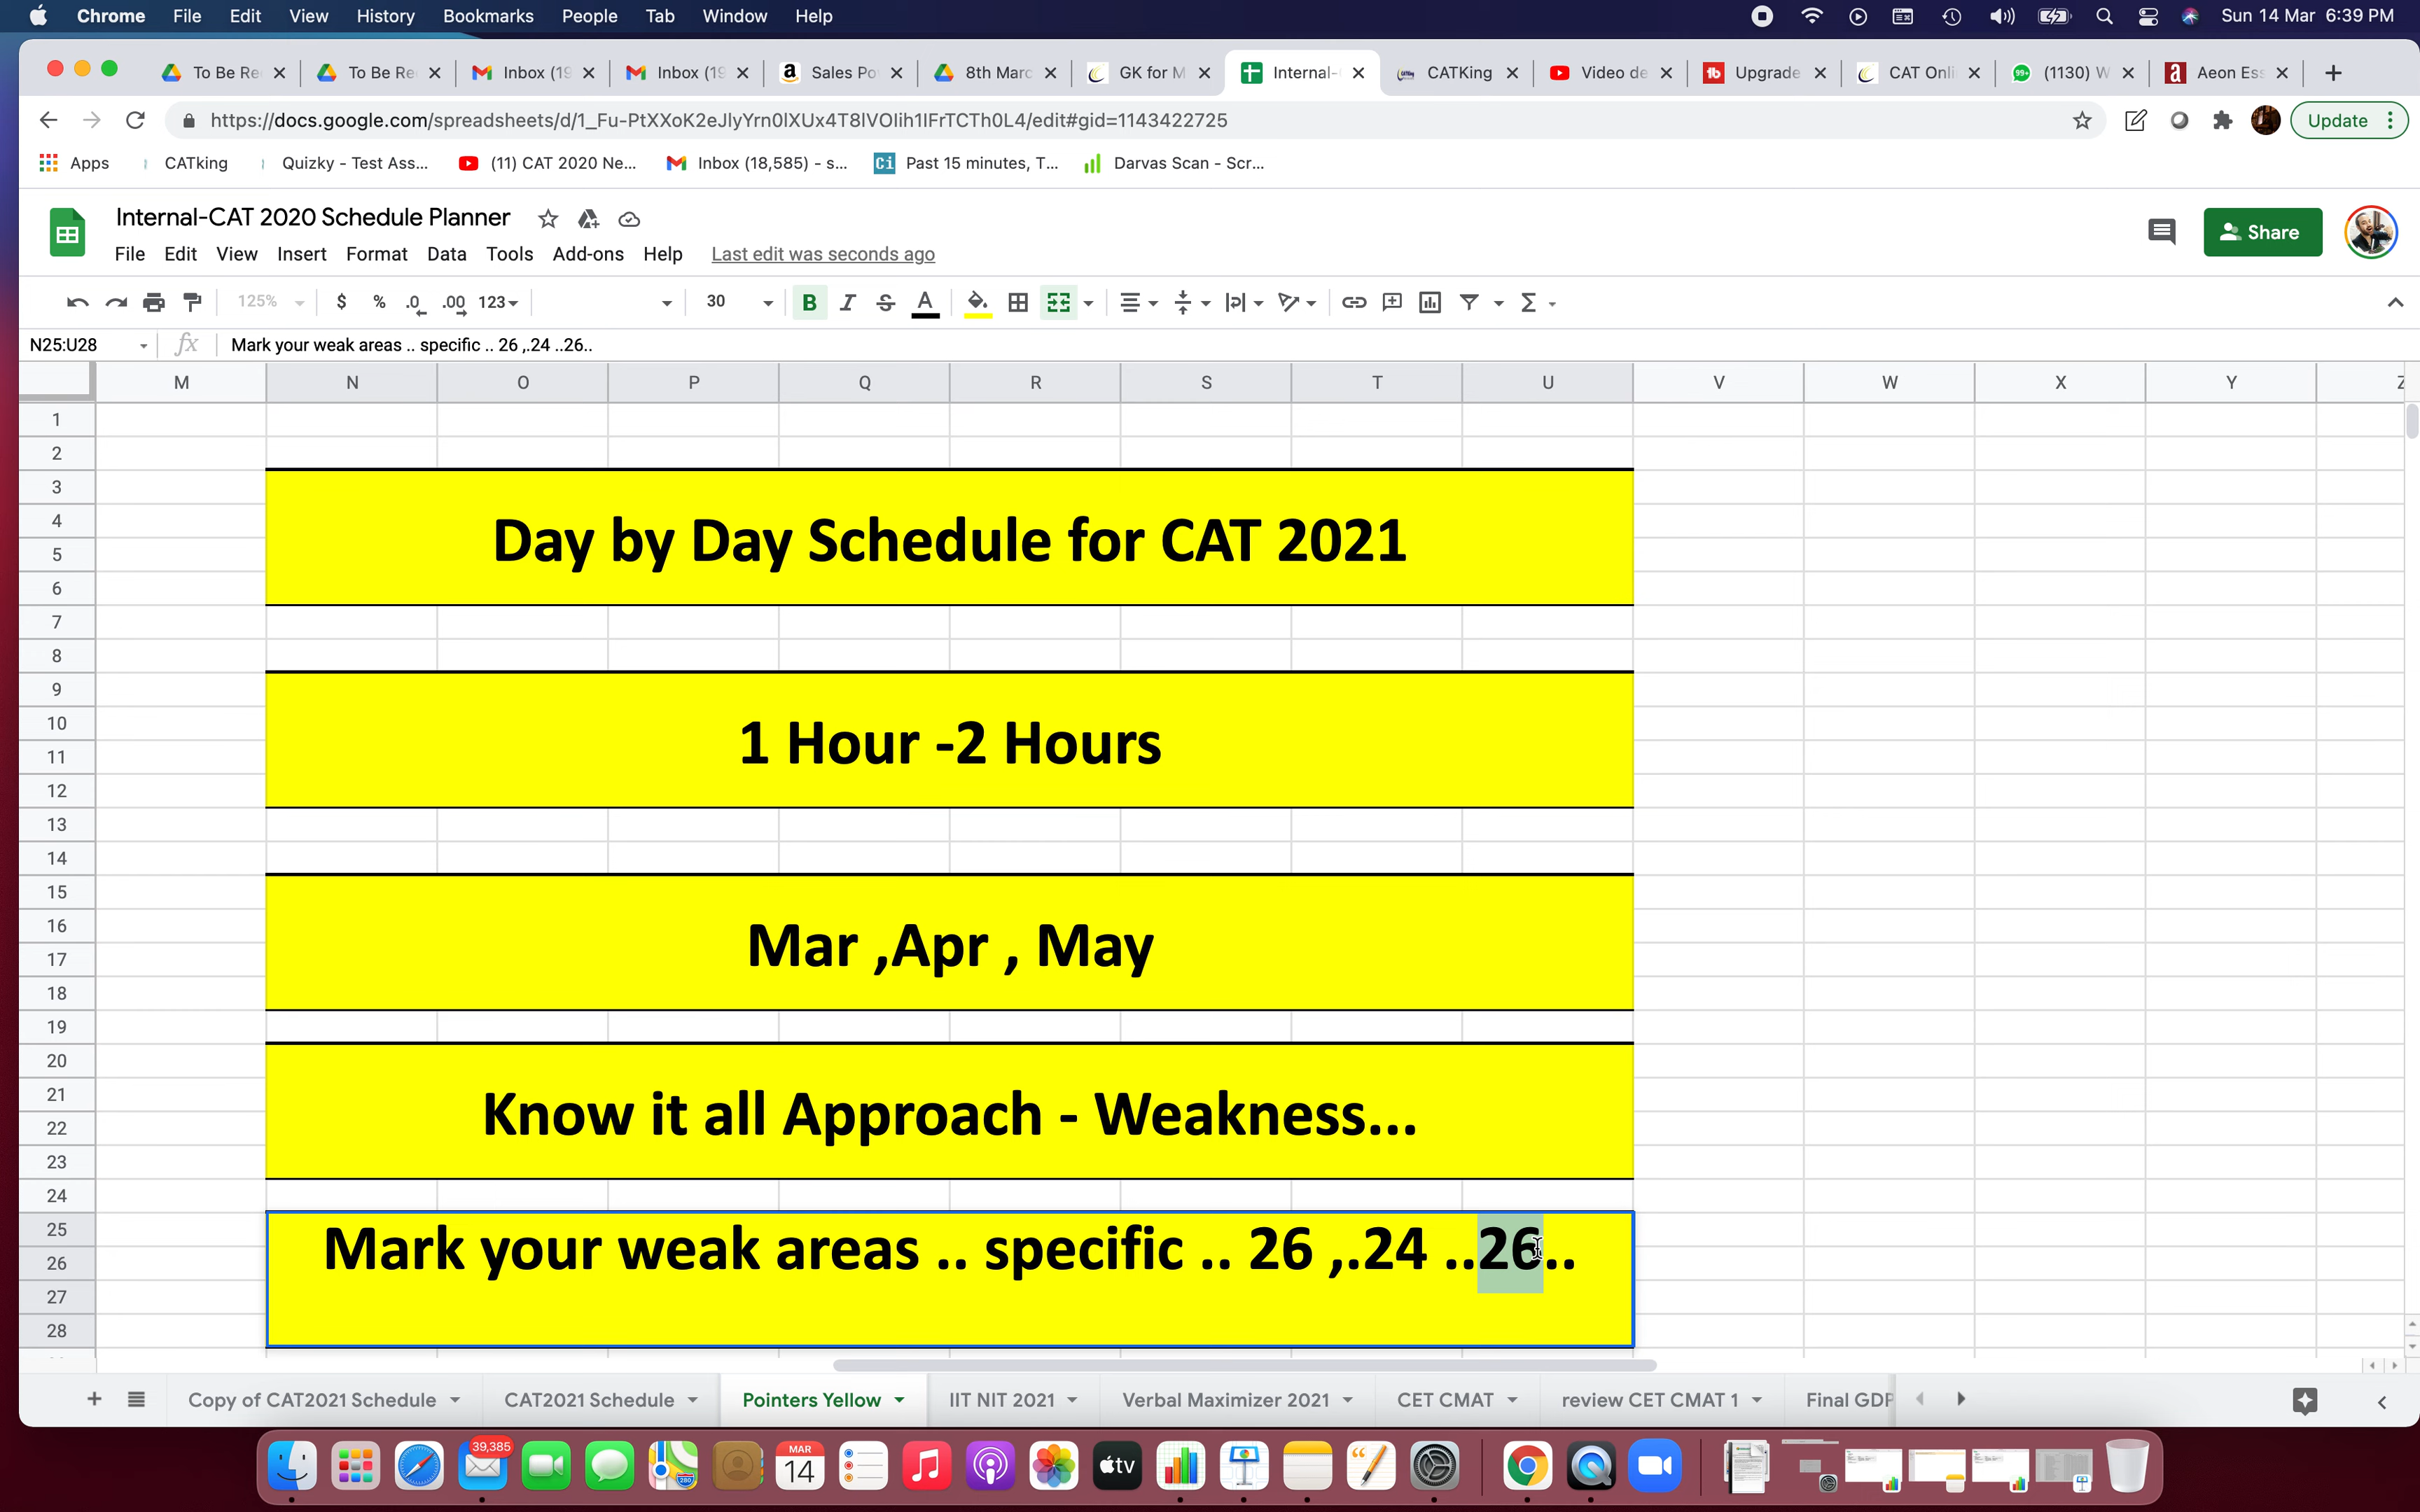 Chrome File Edit View History Bookmarks People Tab Window Help Sun 14 Mar 6:39 PM
To Be Re To Be Re Inbox (19 Inbox (19 Sales Po 8th Marc GK for M Internal- CATKing Video de Upgrade CAT Onli (1130) W Aeon Ess
https://docs.google.com/spreadsheets/d/1_Fu-PtXXoK2eJlyYrn0lXUx4T8IVOIih1IFrTCTh0L4/edit#gid=1143422725 Update
Apps CATking Quizky - Test Ass... (11) CAT 2020 Ne... Inbox (18,585) - s... Ci Past 15 minutes, T... Darvas Scan - Scr...
Internal-CAT 2020 Schedule Planner
Share
File Edit View Insert Format Data Tools Add-ons Help Last edit was seconds ago
125% $ % .0 .00 123 30 B I S A
N25:U28 fx Mark your weak areas .. specific .. 26 ,.24 ..26..
M N O P Q R S T U V W X Y Z
1
2
3
4
Day by Day Schedule for CAT 2021
5
6
7
8
9
10
1 Hour -2 Hours
11
12
13
14
15
16
Mar ,Apr , May
17
18
19
20
21
Know it all Approach - Weakness...
22
23
24
25
Mark your weak areas .. specific .. 26 ,.24 ..26..
26
27
28
Copy of CAT2021 Schedule CAT2021 Schedule Pointers Yellow IIT NIT 2021 Verbal Maximizer 2021 CET CMAT review CET CMAT 1 Final GDP
39,385
MAR
14
tv
280